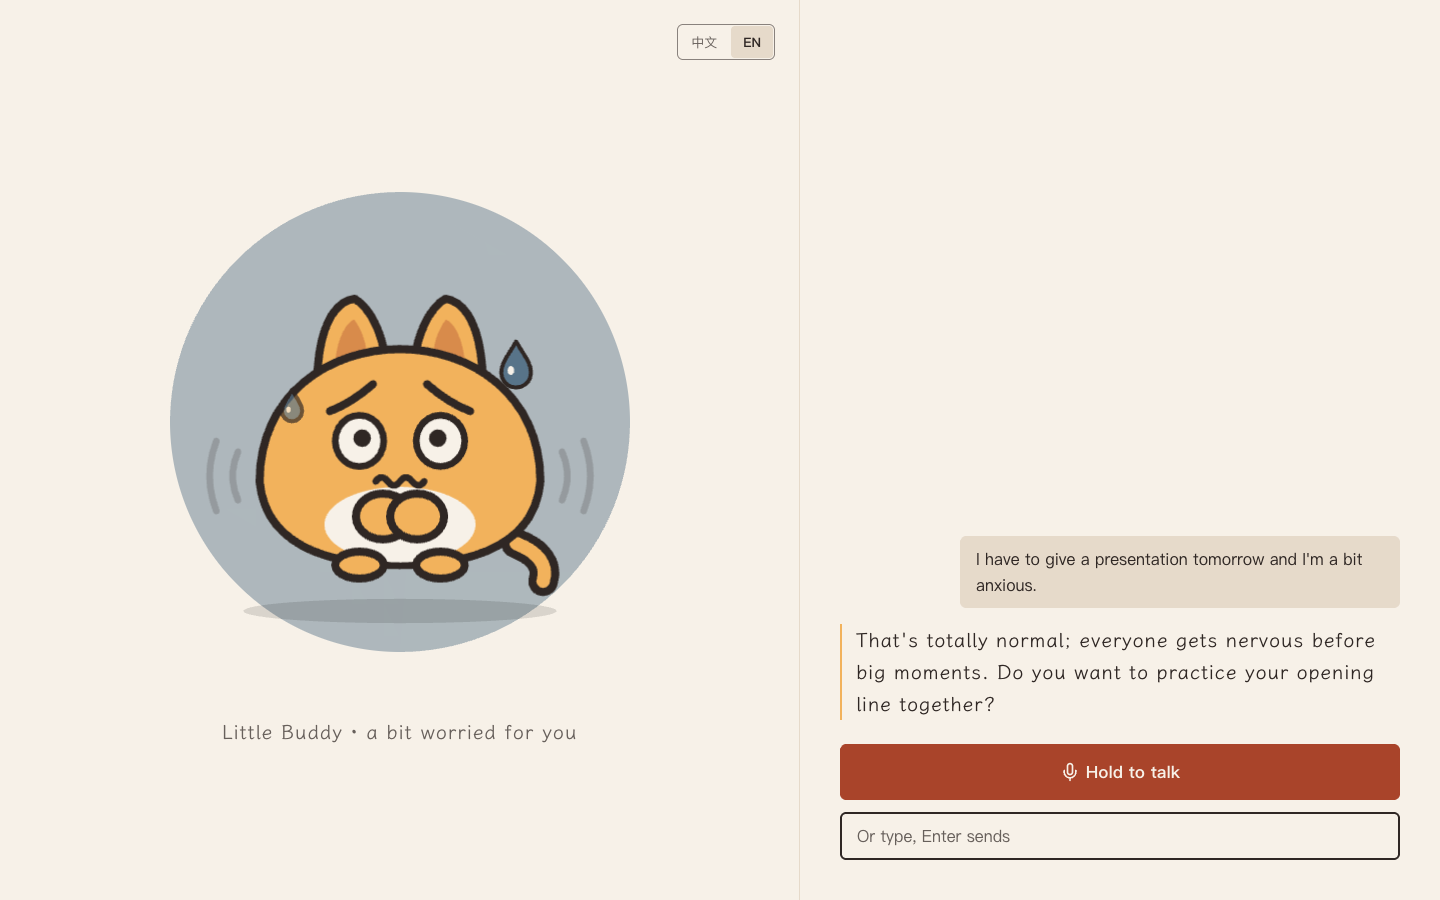 中文 EN
I have to give a presentation tomorrow and I'm a bit
anxious.
That's totally normal; everyone gets nervous before
big moments. Do you want to practice your opening
line together?
Little Buddy • a bit worried for you
Hold to talk
Or type, Enter sends